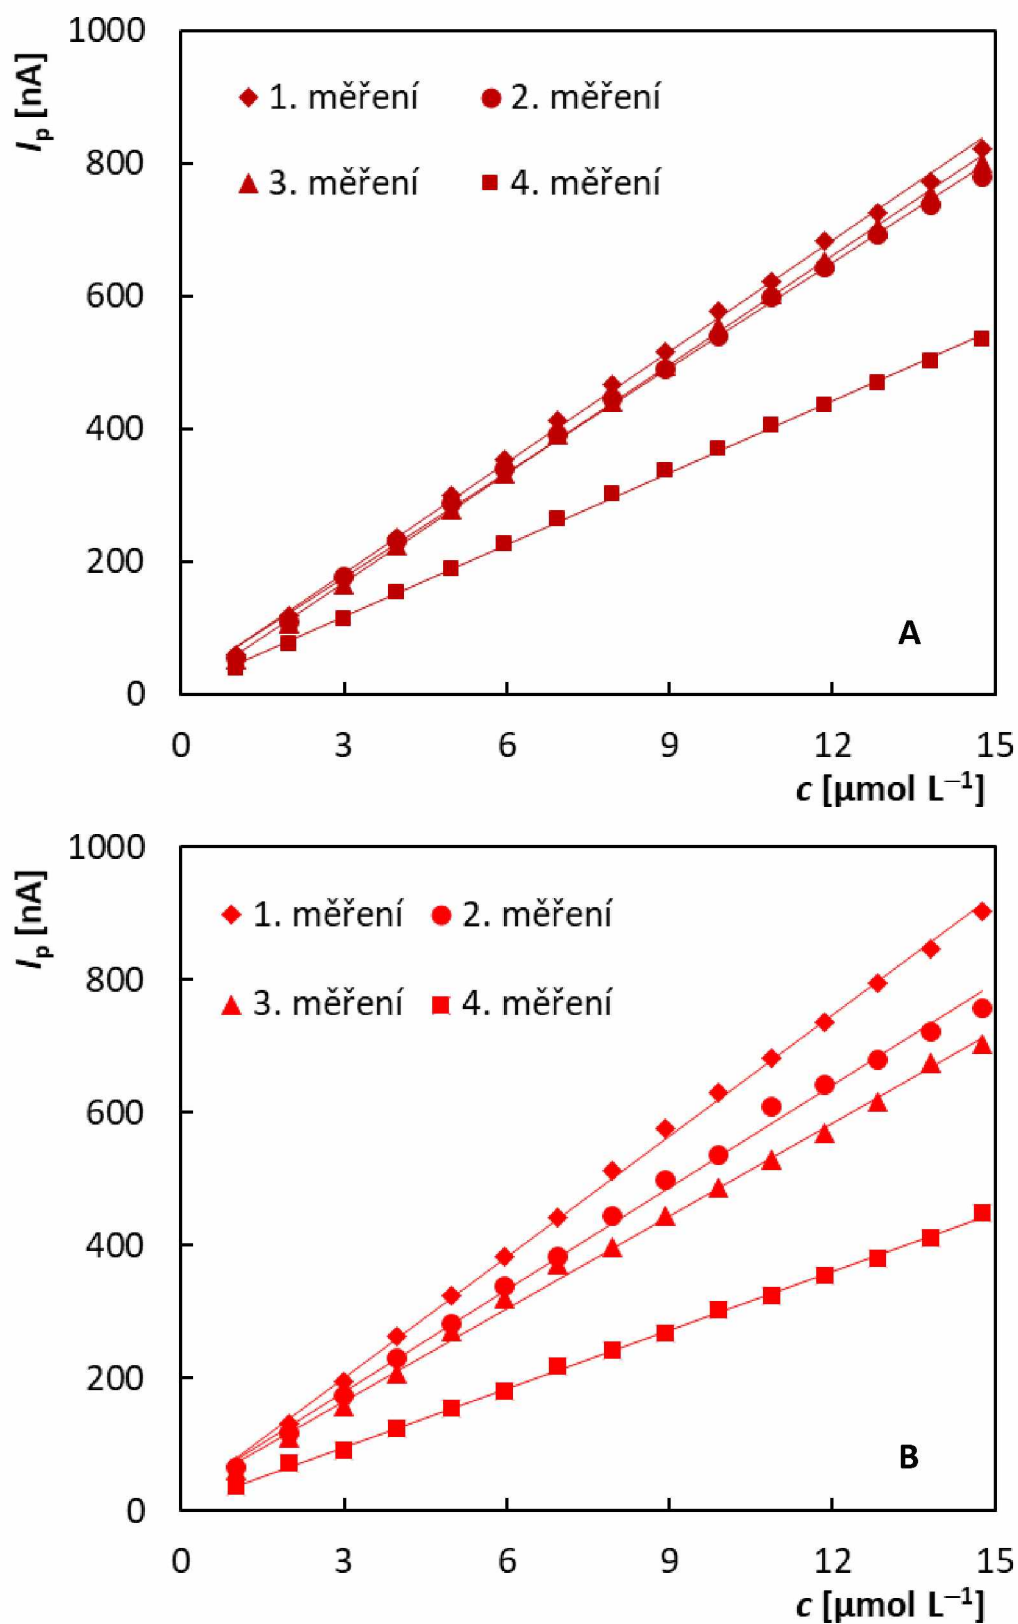 1000
800
600
400
200
0
Ip [nA]
1. měření 2. měření
3. měření 4. měření
A
0 3 6 9 12 15
c [µmol L–1]
1000
800
600
400
200
0
Ip [nA]
1. měření 2. měření
3. měření 4. měření
B
0 3 6 9 12 15
c [µmol L–1]